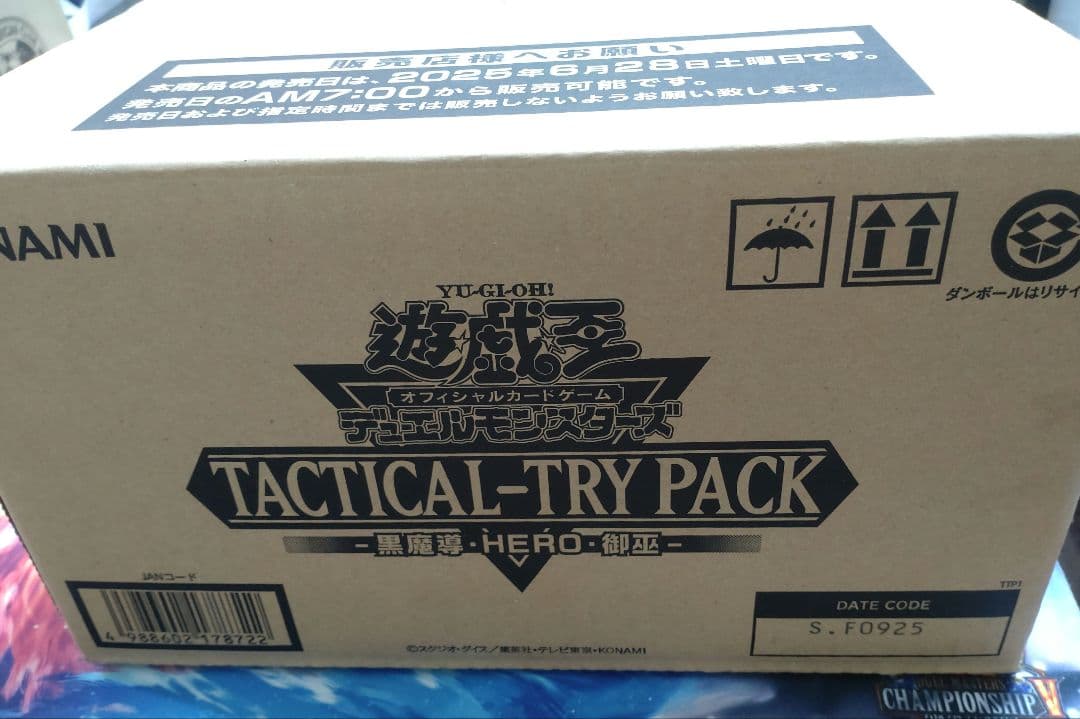 販売店様へお願い
本商品の発売日は、2025年6月28日土曜日です。
発売日のAM7:00から販売可能です。
発売日および指定時間までは販売しないようお願い致します。
NAMI
ダンボールはリサイ
YU-GI-OH!
遊戯王
オフィシャルカードゲーム
デュエルモンスターズ
TACTICAL-TRY PACK
-黒魔導・HERO・御巫-
JANコード
4 988602 178722
TTP1
DATE CODE
S.F0925
©スタジオ・ダイス／集英社・テレビ東京・KONAMI
DUEL MASTERS
CHAMPIONSHIP